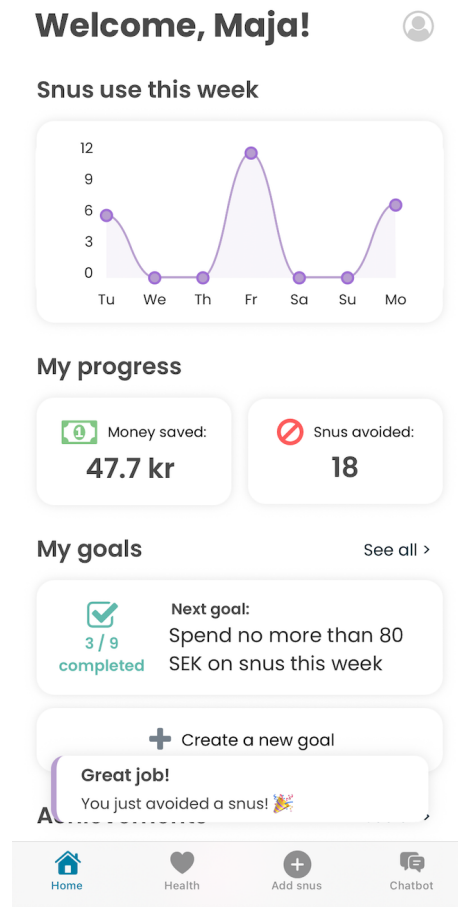 Welcome, Maja!
Snus use this week
12
9
6
3
0
Tu We Th Fr Sa Su Mo
My progress
1 Money saved:
47.7 kr
Snus avoided:
18
My goals
See all >
3 / 9
completed
Next goal:
Spend no more than 80
SEK on snus this week
Create a new goal
Great job!
You just avoided a snus! 🎉
Achievements
Home Health Add snus Chatbot